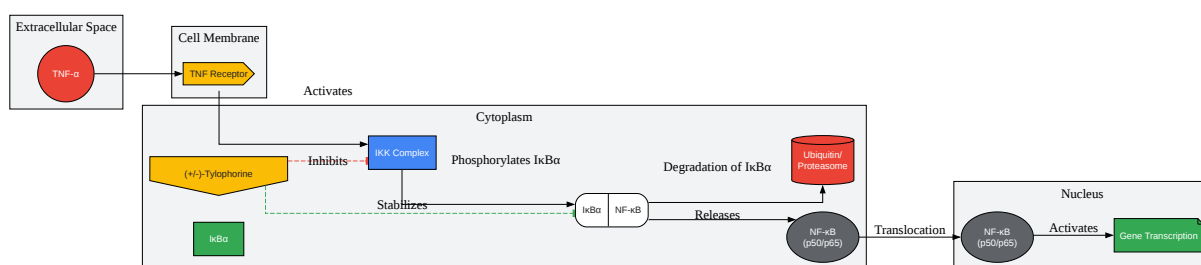 Extracellular Space
TNF-α
Cell Membrane
TNF Receptor
Activates
Cytoplasm
IKK Complex
Inhibits
Phosphorylates IκBα
(+/-)-Tylophorine
Stabilizes
IκBα
IκBα
NF-κB
Degradation of IκBα
Ubiquitin/
Proteasome
Releases
NF-κB
(p50/p65)
Translocation
Nucleus
NF-κB
(p50/p65)
Activates
Gene Transcription